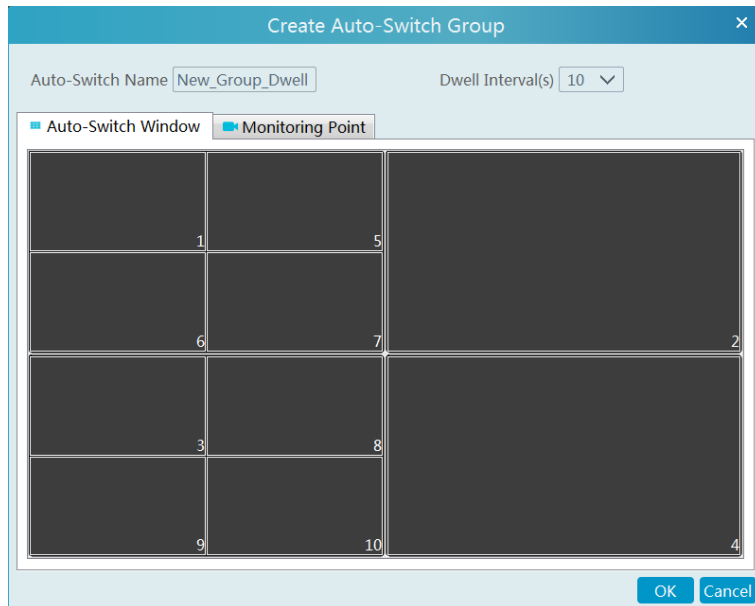 Create Auto-Switch Group
Auto-Switch Name New_Group_Dwell Dwell Interval(s) 10
Auto-Switch Window Monitoring Point
1 5
2
6 7
3 8
4
9 10
OK Cancel